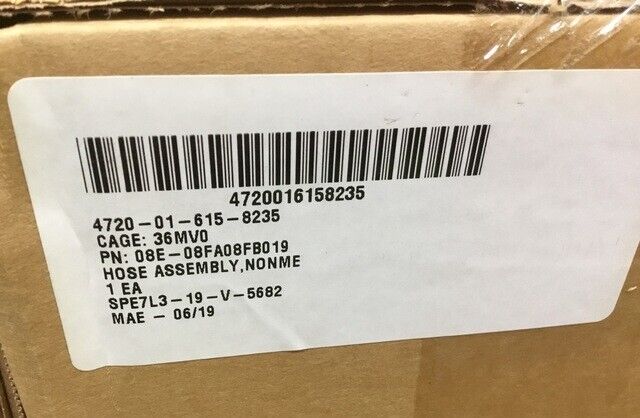 4720016158235
4720-01-615-8235
CAGE: 36MV0
PN: 08E-08FA08FB019
HOSE ASSEMBLY,NONME
1 EA
SPE7L3-19-V-5682
MAE - 06/19